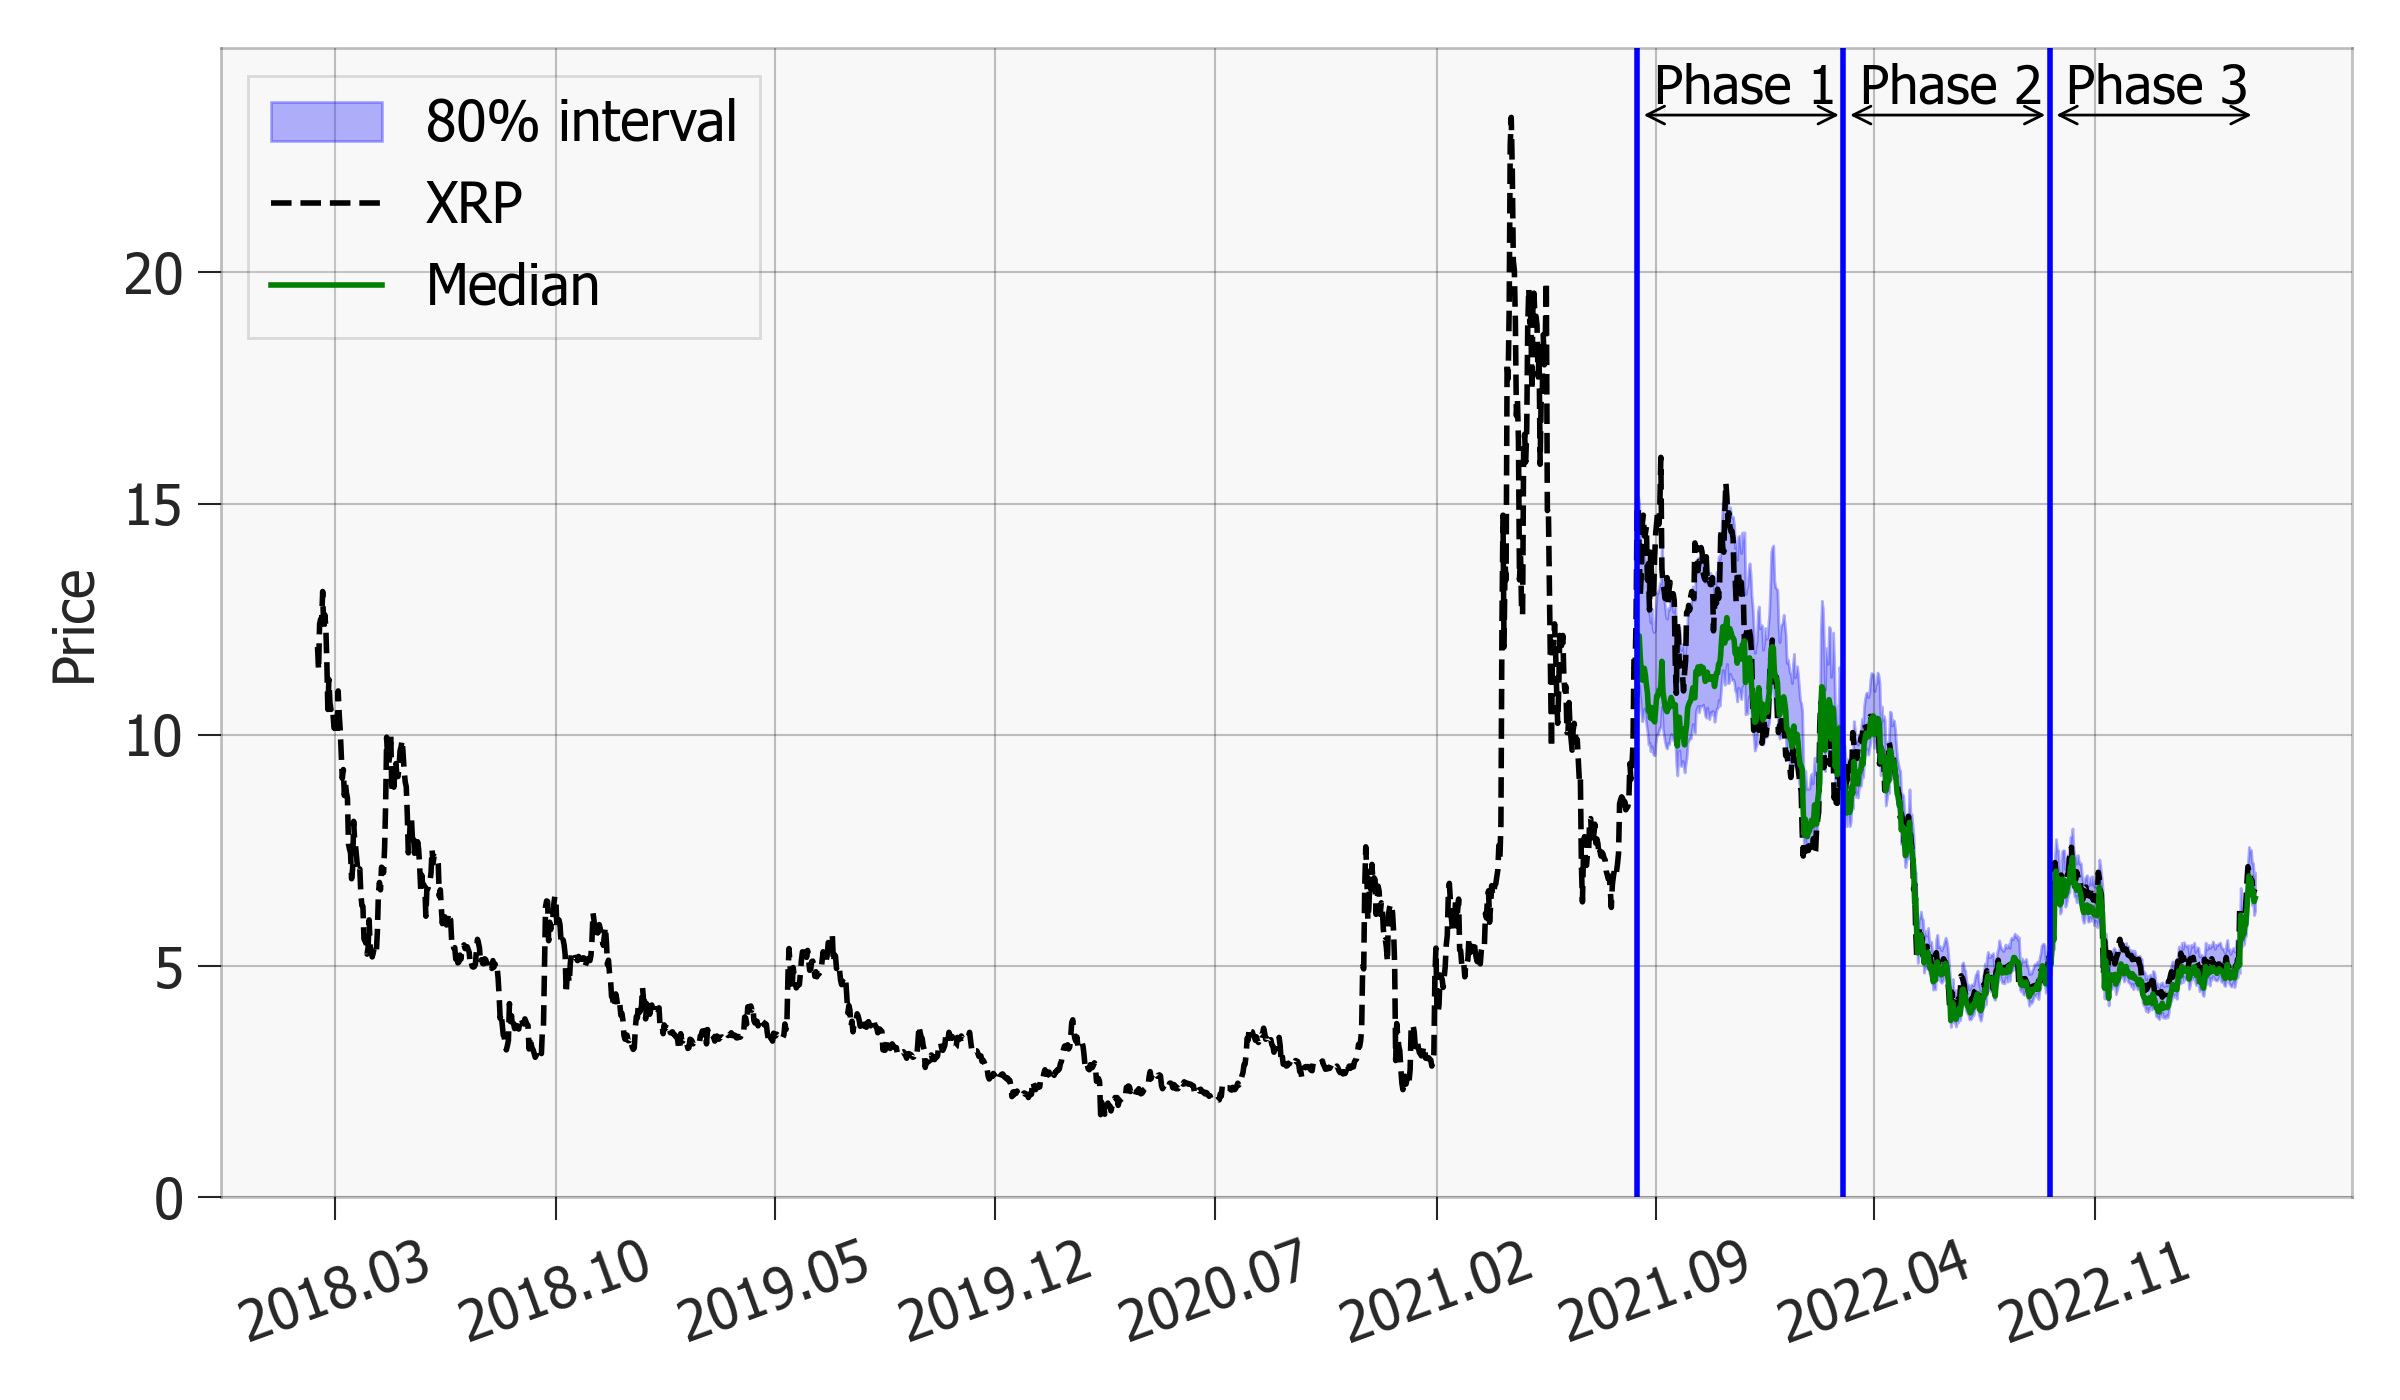 Phase 1
Phase 2
Phase 3
80% interval
XRP
Median
Price
20
15
10
5
0
2018.03
2018.10
2019.05
2019.12
2020.07
2021.02
2021.09
2022.04
2022.11